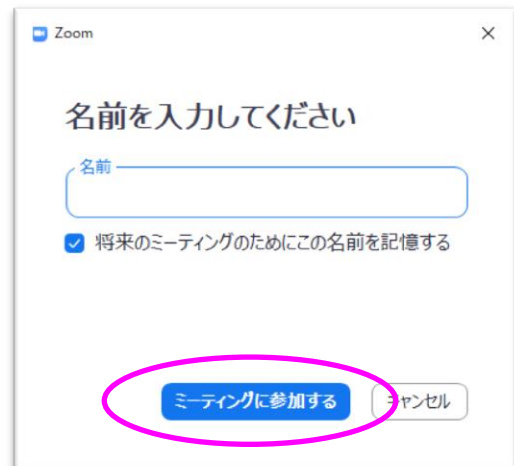 Zoom
名前を入力してください
名前
将来のミーティングのためにこの名前を記憶する
ミーティングに参加する
キャンセル